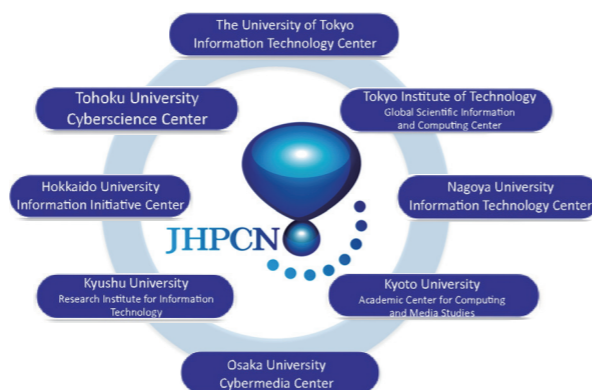 The University of Tokyo
Information Technology Center
Tohoku University
Cyberscience Center
Tokyo Institute of Technology
Global Scientific Information
and Computing Center
Hokkaido University
Information Initiative Center
Nagoya University
Information Technology Center
JHPCN
Kyushu University
Research Institute for Information
Technology
Kyoto University
Academic Center for Computing
and Media Studies
Osaka University
Cybermedia Center